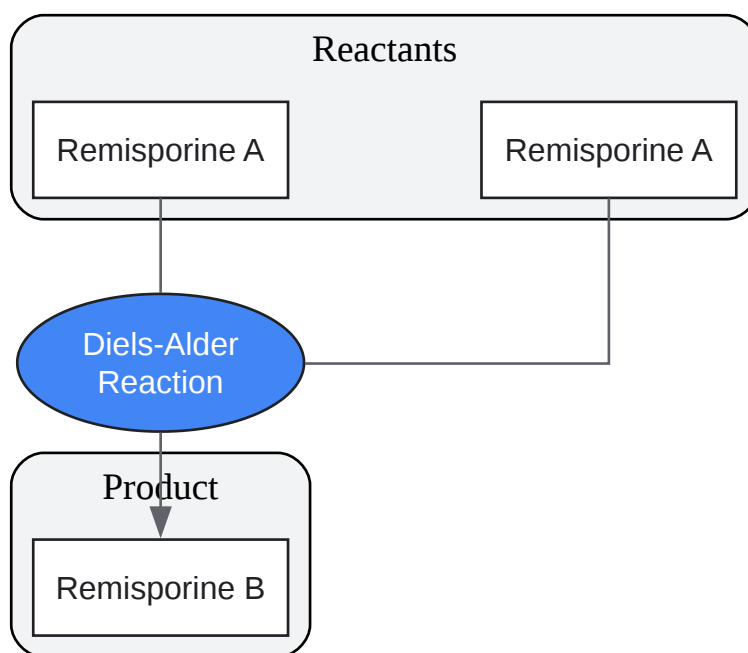 Reactants
Remisporine A
Remisporine A
Diels-Alder
Reaction
Product
Remisporine B